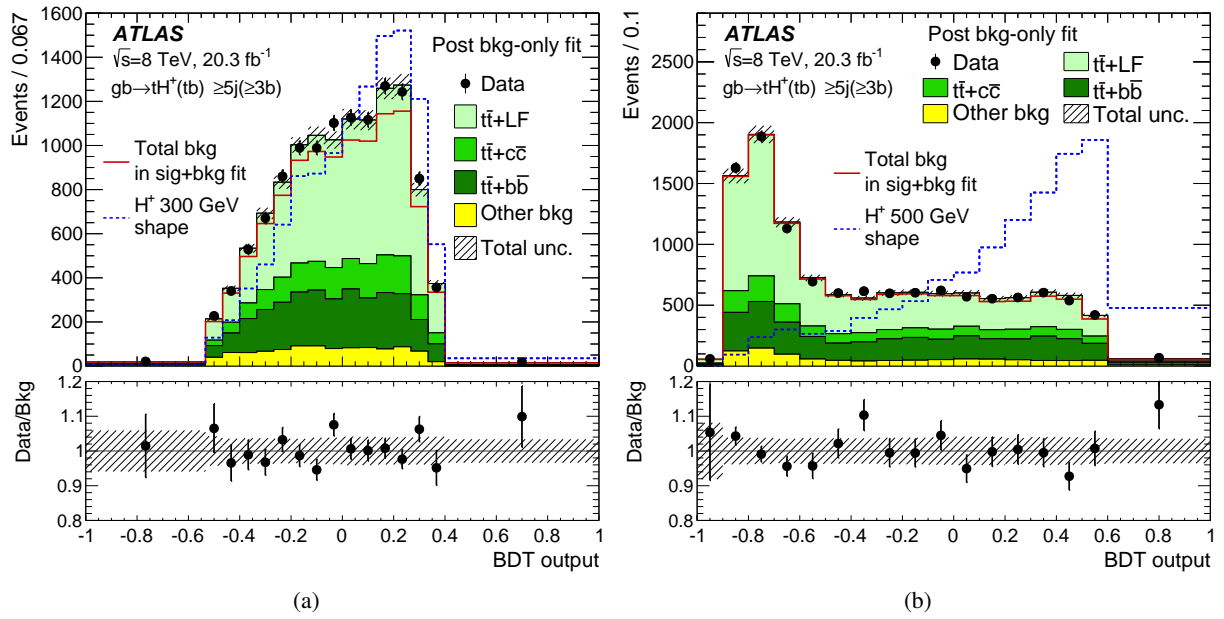 Events / 0.067
1600
1400
1200
1000
800
600
400
200
0
ATLAS
√s=8 TeV, 20.3 fb⁻¹
gb→tH⁺(tb) ≥5j(≥3b)
Total bkg
in sig+bkg fit
H⁺ 300 GeV
shape
Post bkg-only fit
Data
tt̄+LF
tt̄+cc̄
tt̄+bb̄
Other bkg
Total unc.
Data/Bkg
1.2
1.1
1
0.9
0.8
-1 -0.8 -0.6 -0.4 -0.2 0 0.2 0.4 0.6 0.8 1
BDT output
(a)
Events / 0.1
2500
2000
1500
1000
500
0
ATLAS
√s=8 TeV, 20.3 fb⁻¹
gb→tH⁺(tb) ≥5j(≥3b)
Post bkg-only fit
Data
tt̄+LF
tt̄+cc̄
tt̄+bb̄
Other bkg
Total unc.
Total bkg
in sig+bkg fit
H⁺ 500 GeV
shape
Data/Bkg
1.2
1.1
1
0.9
0.8
-1 -0.8 -0.6 -0.4 -0.2 0 0.2 0.4 0.6 0.8 1
BDT output
(b)